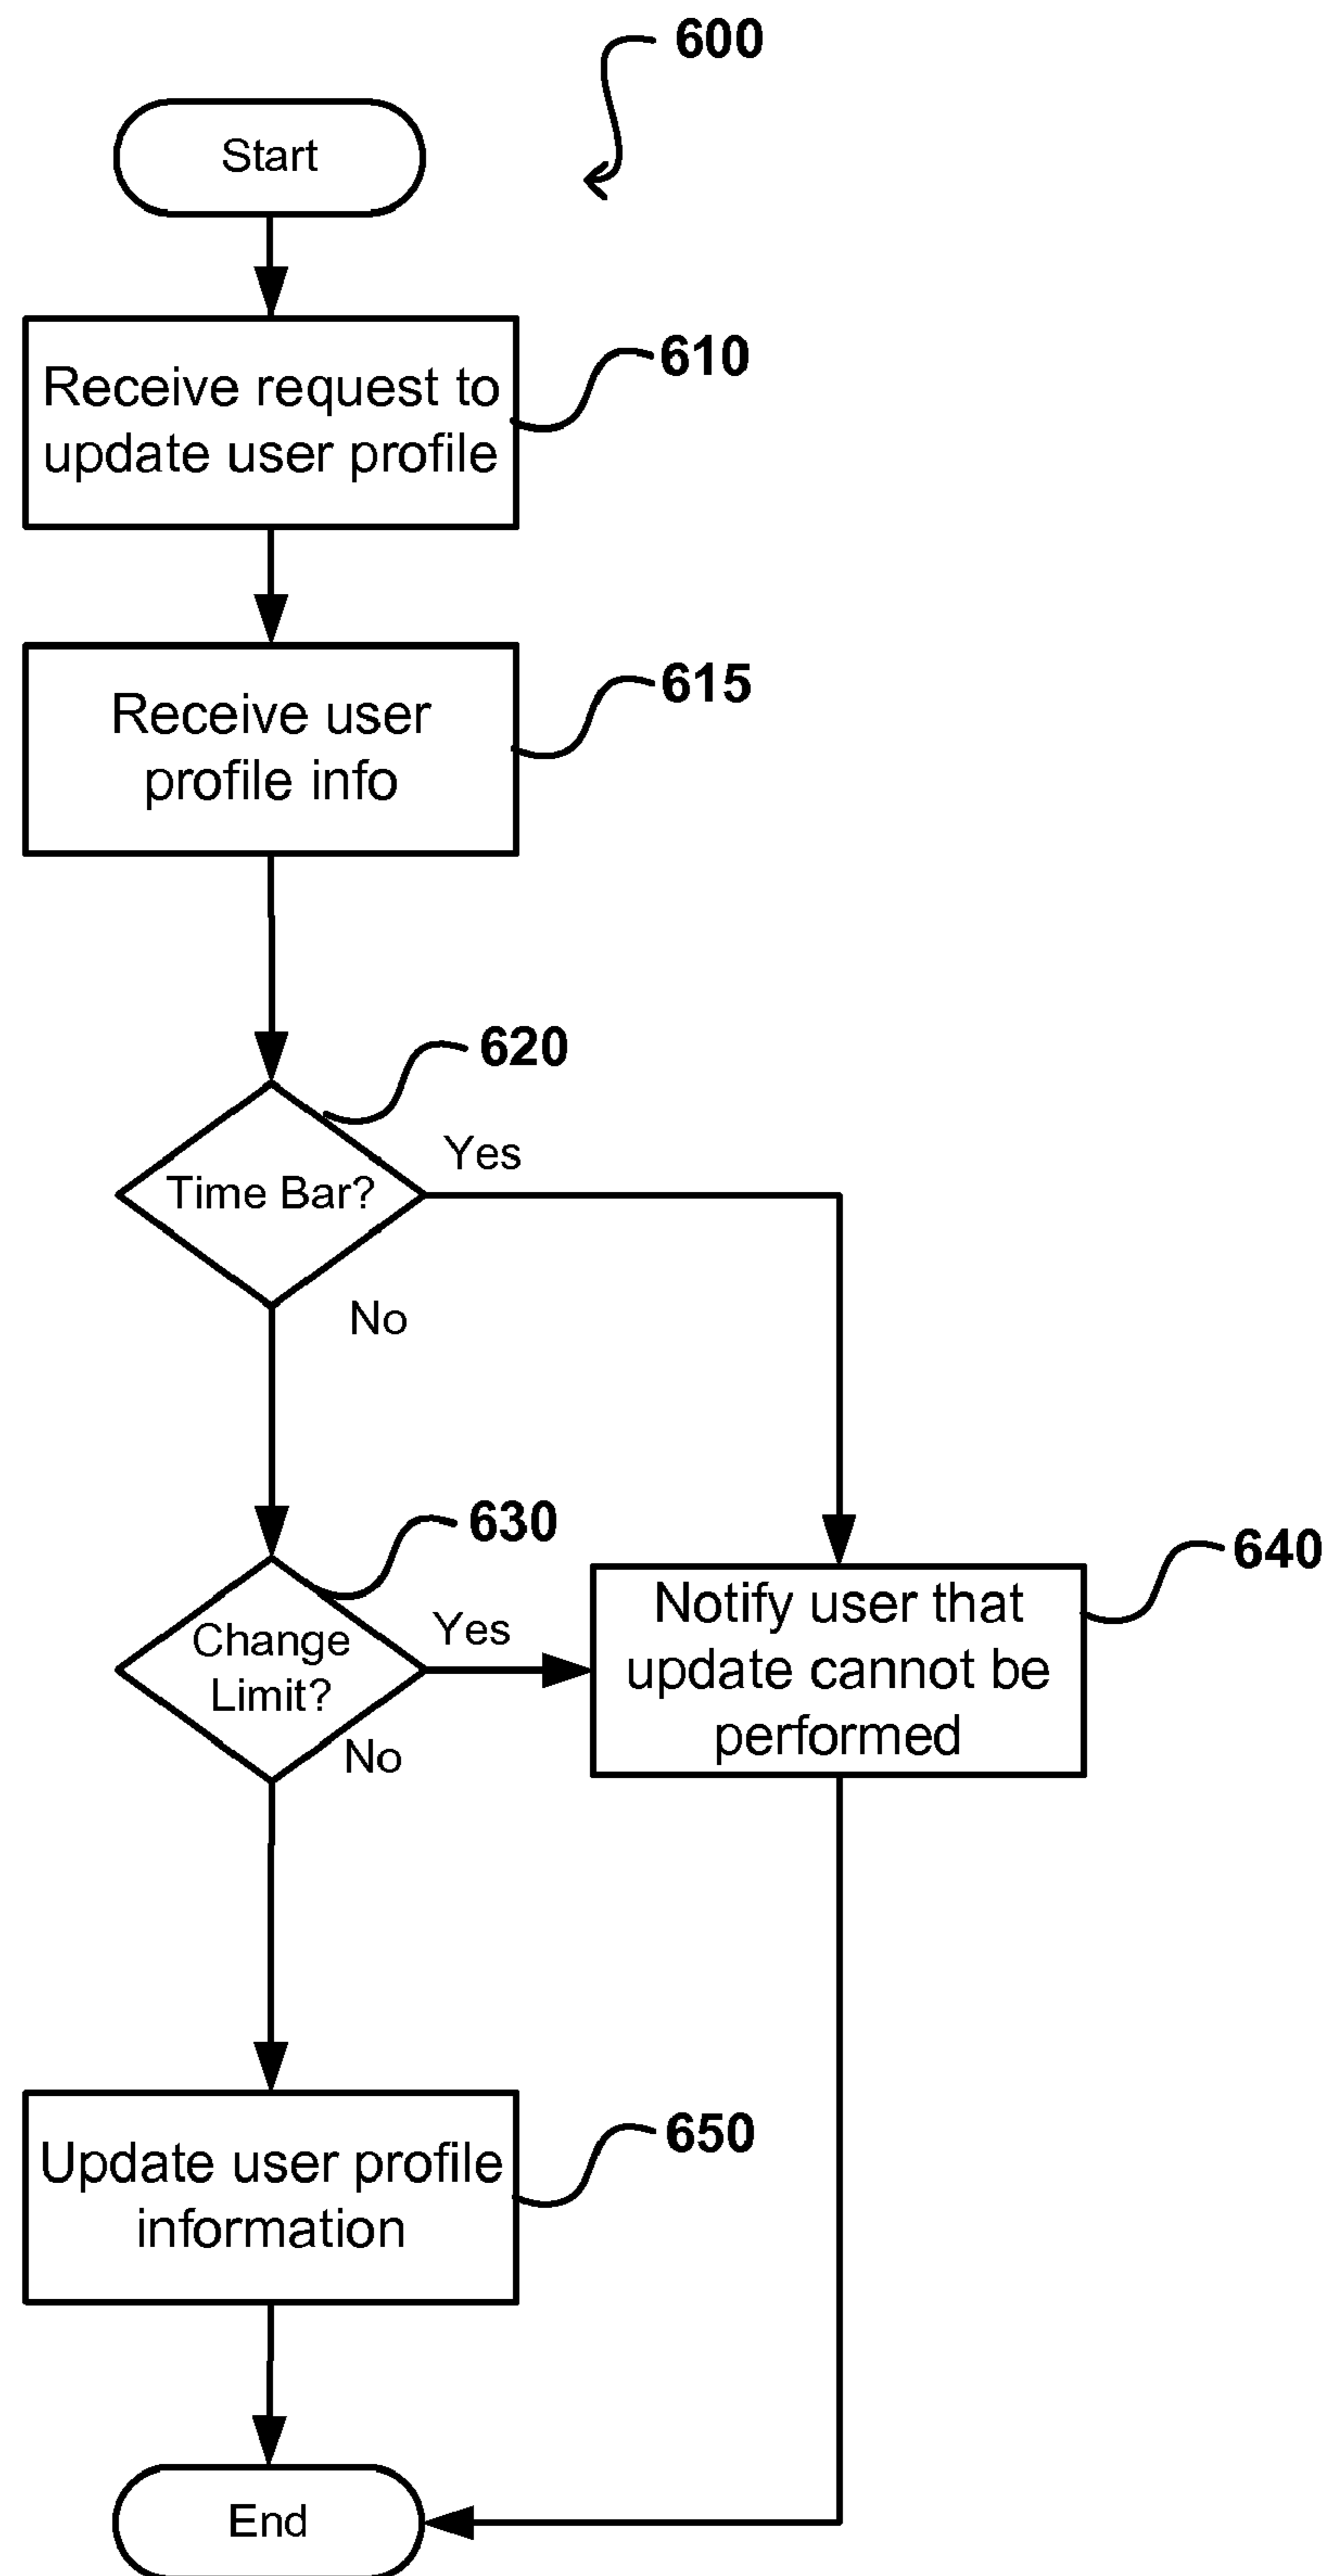 600
Start
610
Receive request to
update user profile
615
Receive user
profile info
620
Yes
Time Bar?
No
630
640
Change
Limit?
Yes
No
Notify user that
update cannot be
performed
650
Update user profile
information
End